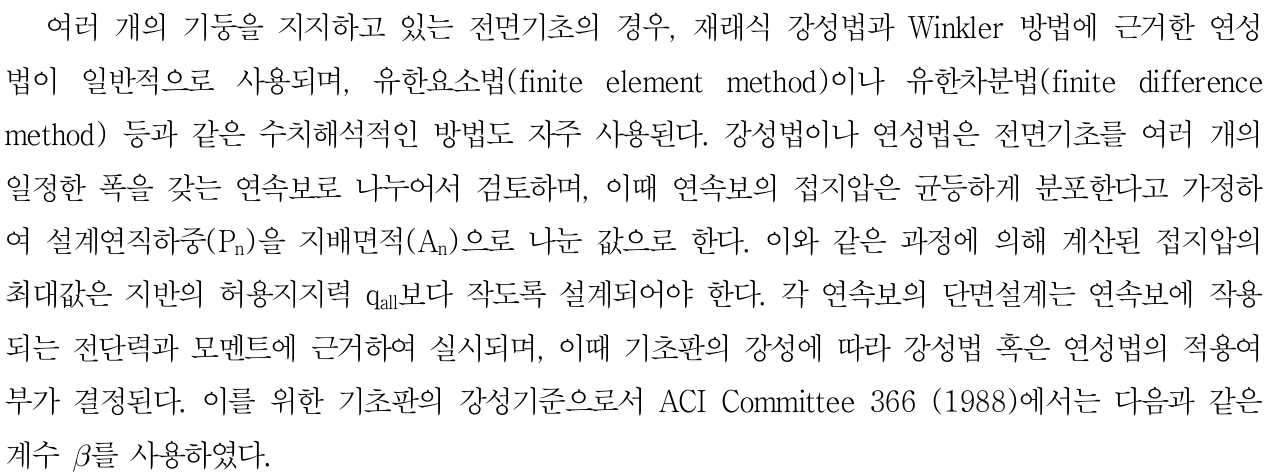 여러 개의 기둥을 지지하고 있는 전면기초의 경우, 재래식 강성법과 Winkler 방법에 근거한 연성
법이 일반적으로 사용되며, 유한요소법(finite element method)이나 유한차분법(finite difference
method) 등과 같은 수치해석적인 방법도 자주 사용된다. 강성법이나 연성법은 전면기초를 여러 개의
일정한 폭을 갖는 연속보로 나누어서 검토하며, 이때 연속보의 접지압은 균등하게 분포한다고 가정하
여 설계연직하중(Pn)을 지배면적(An)으로 나눈 값으로 한다. 이와 같은 과정에 의해 계산된 접지압의
최대값은 지반의 허용지지력 qall보다 작도록 설계되어야 한다. 각 연속보의 단면설계는 연속보에 작용
되는 전단력과 모멘트에 근거하여 실시되며, 이때 기초판의 강성에 따라 강성법 혹은 연성법의 적용여
부가 결정된다. 이를 위한 기초판의 강성기준으로서 ACI Committee 366 (1988)에서는 다음과 같은
계수 β를 사용하였다.